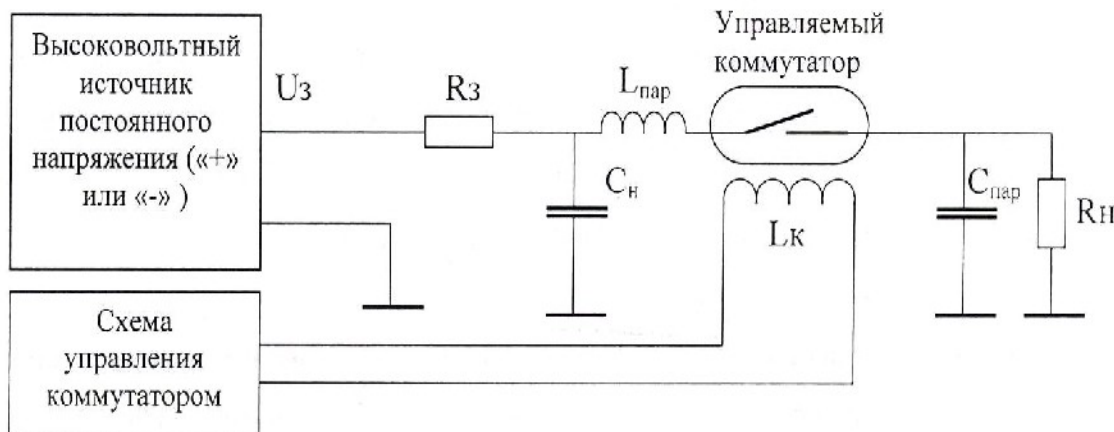 Высоковольтный
источник
постоянного
напряжения («+»
или «-» )
Uз
Rз
Lпар
Управляемый
коммутатор
Cн
Lк
Cпар
Rн
Схема
управления
коммутатором